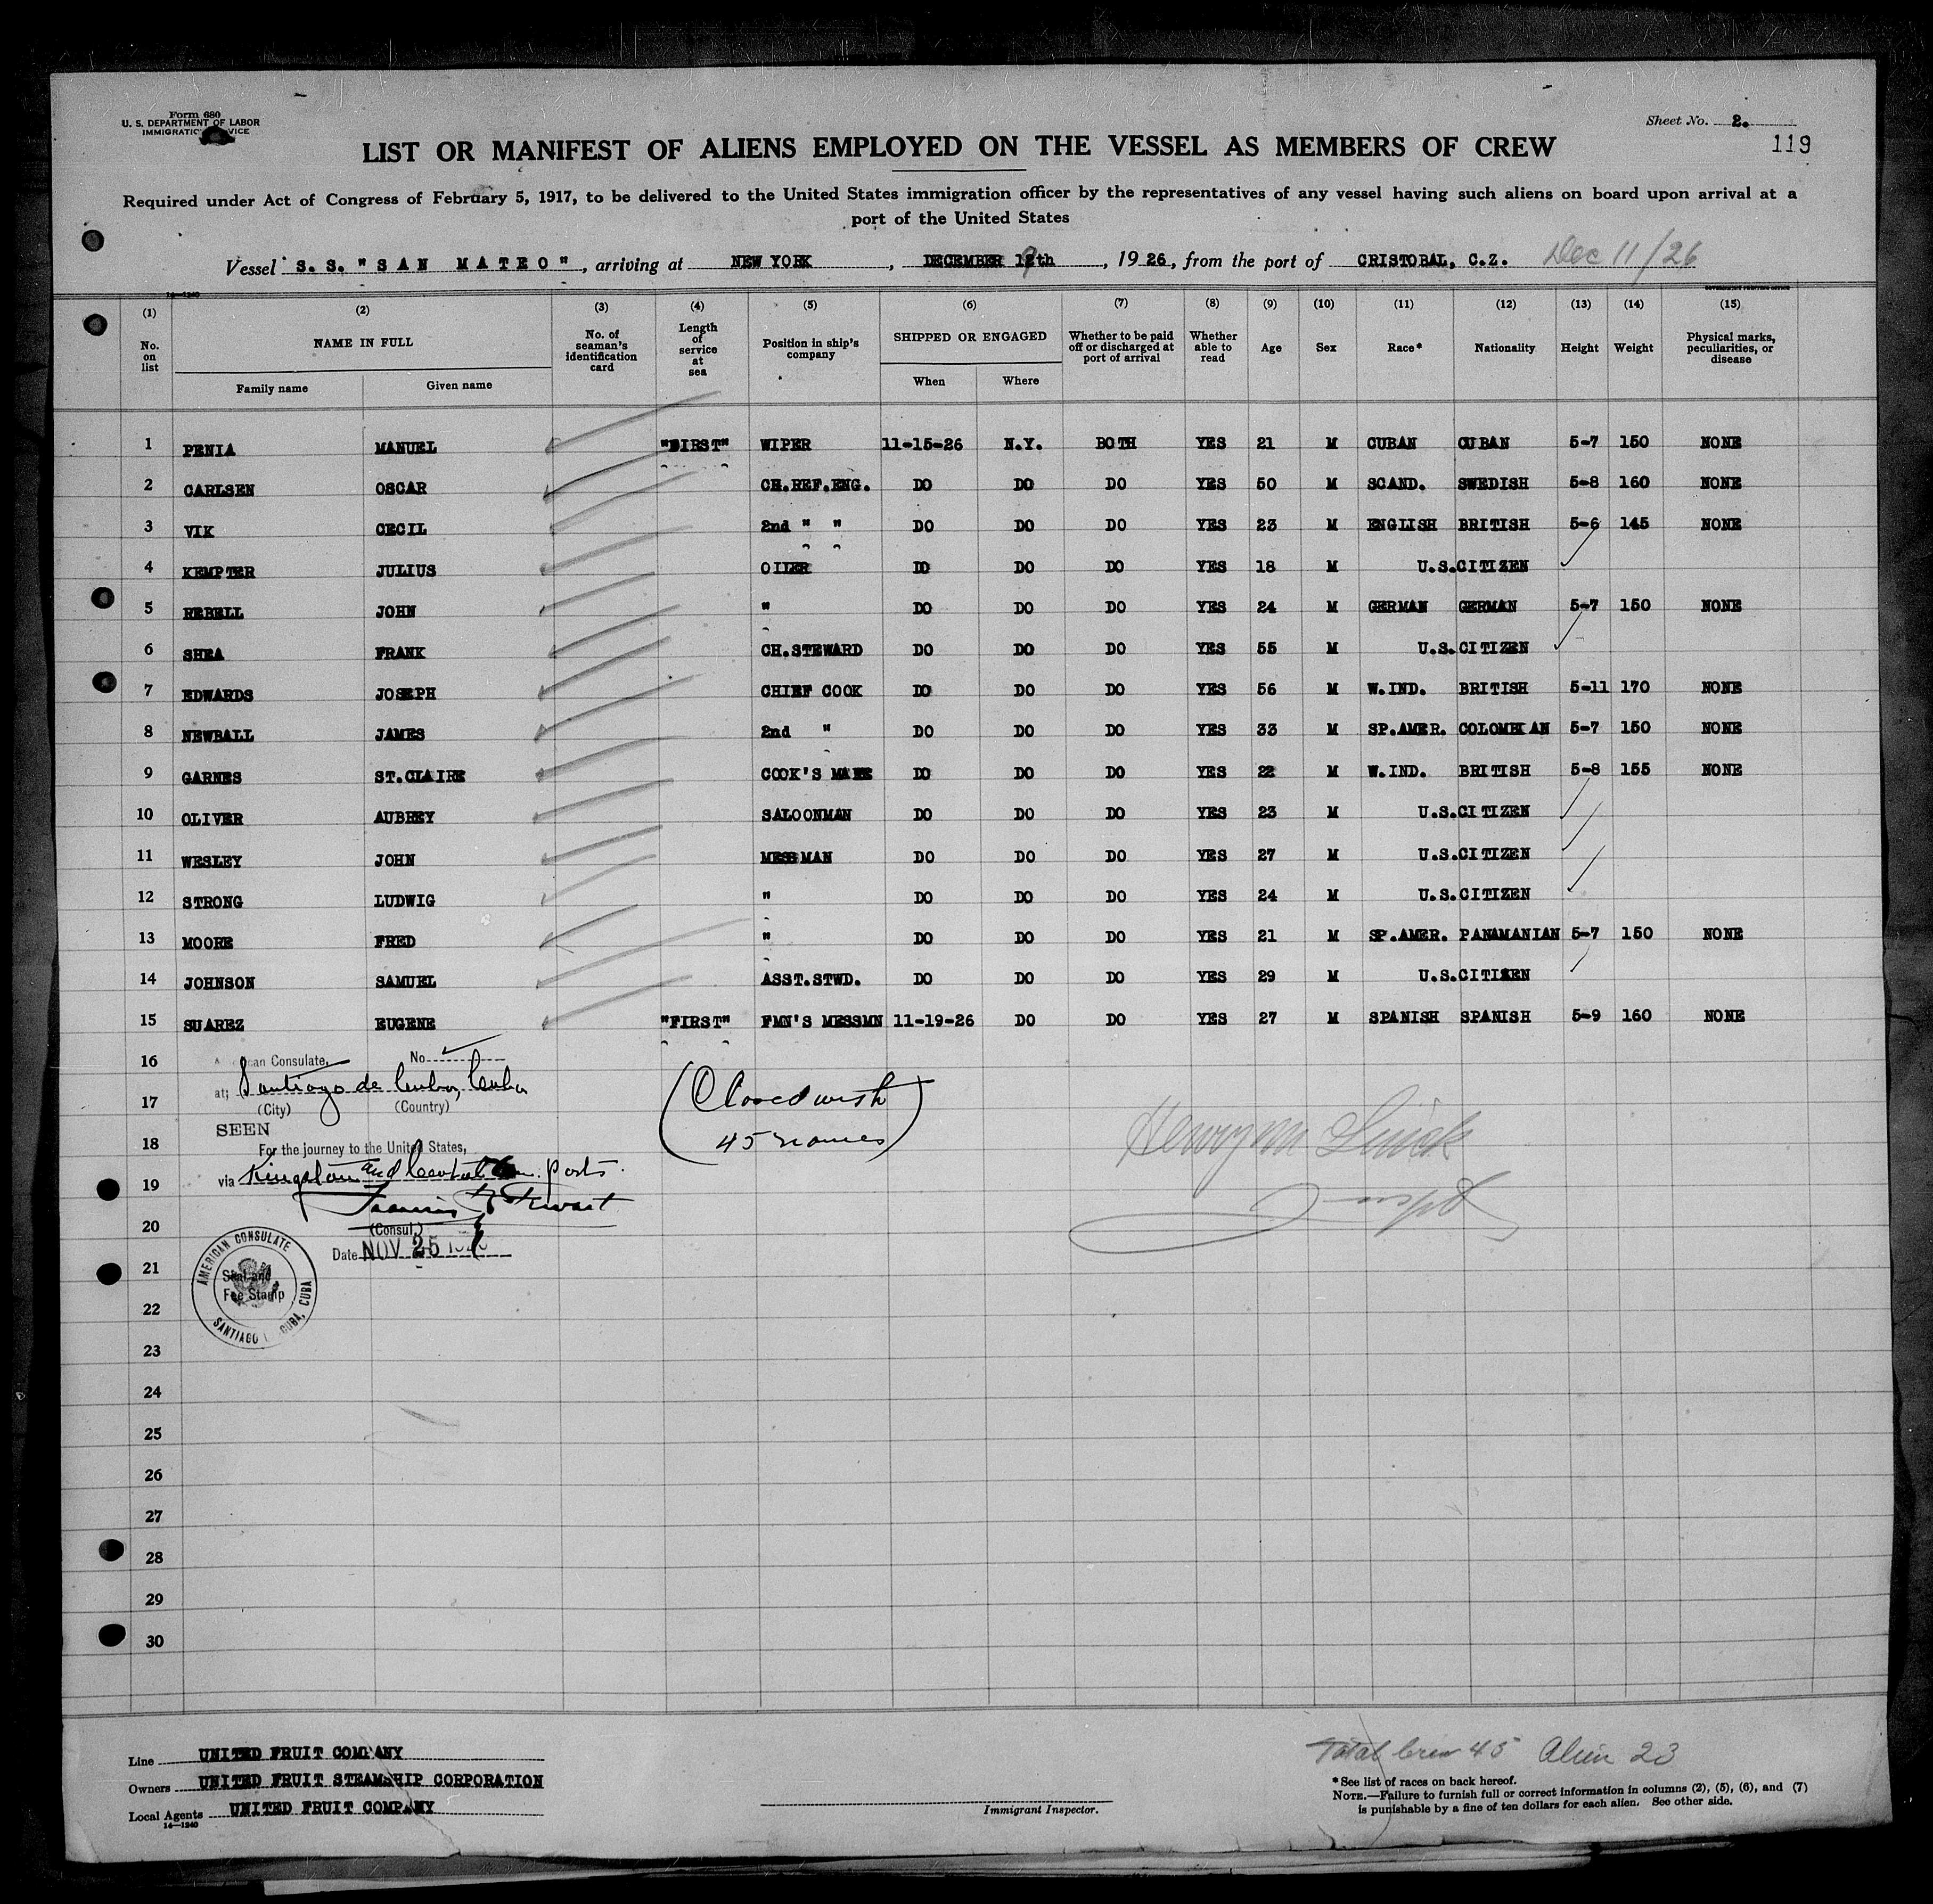 Form 680
U. S. DEPARTMENT OF LABOR
Sheet No. 2.
119
LIST OR MANIFEST OF ALIENS EMPLOYED ON THE VESSEL AS MEMBERS OF CREW
Required under Act of Congress of February 5, 1917, to be delivered to the United States immigration officer by the representatives of any vessel having such aliens on board upon arrival at a
port of the United States
Vessel S. S. "SAN MATEO", arriving at NEW YORK, DECEMBER th, 1926, from the port of CRISTOBAL, C.Z. Dec 11/26
14—1240
(1) (2) (3) (4) (5) (6) (7) (8) (9) (10) (11) (12) (13) (14) (15)
No. on list NAME IN FULL Family name Given name No. of seaman's identification card Length of service at sea Position in ship's company SHIPPED OR ENGAGED When Where Whether to be paid off or discharged at port of arrival Whether able to read Age Sex Race* Nationality Height Weight Physical marks, peculiarities, or disease
1 PENIA MANUEL "FIRST" WIPER 11-15-26 N.Y. BOTH YES 21 M CUBAN CUBAN 5-7 150 NONE
2 CARLSEN OSCAR CH.REF.ENG. DO DO DO YES 50 M SCAND. SWEDISH 5-8 160 NONE
3 VIK CECIL 2nd " " DO DO DO YES 23 M ENGLISH BRITISH 5-6 145 NONE
4 KEMPTER JULIUS OILER DO DO DO YES 18 M U.S.CITIZEN
5 REBELL JOHN " DO DO DO YES 24 M GERMAN GERMAN 5-7 150 NONE
6 SHEA FRANK CH.STEWARD DO DO DO YES 55 M U.S.CITIZEN
7 EDWARDS JOSEPH CHIEF COOK DO DO DO YES 56 M W.IND. BRITISH 5-11 170 NONE
8 NEWBALL JAMES 2nd " DO DO DO YES 33 M SP.AMER. COLOMBIAN 5-7 150 NONE
9 GARNES ST.CLAIRE COOK'S MATE DO DO DO YES 22 M W.IND. BRITISH 5-8 155 NONE
10 OLIVER AUBREY SALOONMAN DO DO DO YES 23 M U.S.CITIZEN
11 WESLEY JOHN MESSMAN DO DO DO YES 27 M U.S.CITIZEN
12 STRONG LUDWIG " DO DO DO YES 24 M U.S.CITIZEN
13 MOORE FRED " DO DO DO YES 21 M SP.AMER. PANAMANIAN 5-7 150 NONE
14 JOHNSON SAMUEL ASST.STWD. DO DO DO YES 29 M U.S.CITIZEN
15 SUAREZ EUGENE "FIRST" FMN'S MESSMN 11-19-26 DO DO YES 27 M SPANISH SPANISH 5-9 160 NONE
16 Consulate, No.
at; Santiago de Cuba, Cuba
17 (City) (Country)
(Closed with
45 names)
SEEN
18 For the journey to the United States,
19 via Kingston and ports.
20 (Consul.)
Date NOV 25
21 AMERICAN CONSULATE
Seal and
Fee Stamp
SANTIAGO CUBA, CUBA
22
23
24
25
26
27
28
29
30
Line UNITED FRUIT COMPANY
Owners UNITED FRUIT STEAMSHIP CORPORATION
Local Agents UNITED FRUIT COMPANY
14—1240
Immigrant Inspector.
Total Crew 45 Alien 23
*See list of races on back hereof.
NOTE.—Failure to furnish full or correct information in columns (2), (5), (6), and (7)
is punishable by a fine of ten dollars for each alien. See other side.